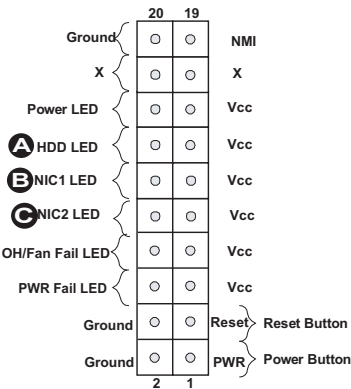 20 19
Ground NMI
X X
Power LED Vcc
A HDD LED Vcc
B NIC1 LED Vcc
C NIC2 LED Vcc
OH/Fan Fail LED Vcc
PWR Fail LED Vcc
Ground Reset Reset Button
Ground PWR Power Button
2 1